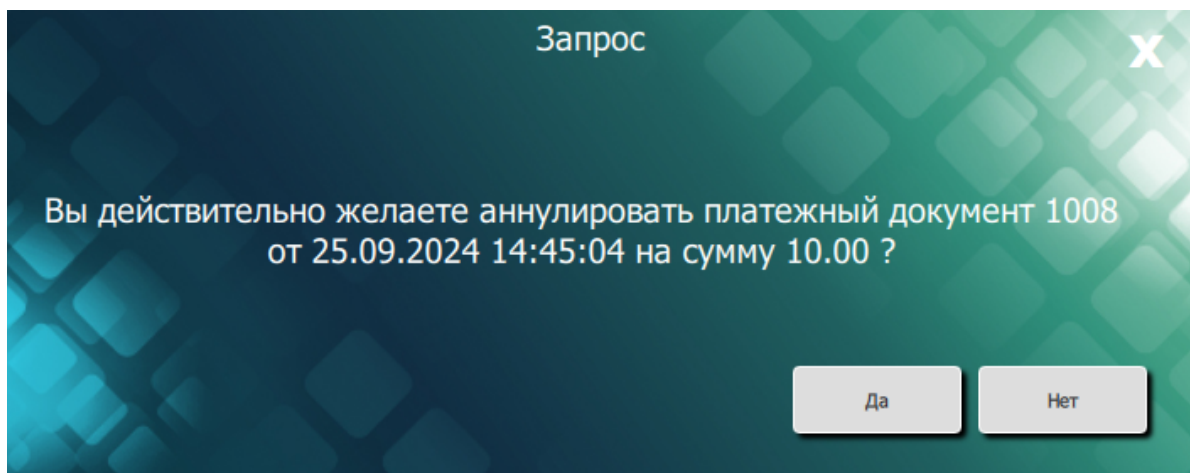 Запрос
X
Вы действительно желаете аннулировать платежный документ 1008
от 25.09.2024 14:45:04 на сумму 10.00 ?
Да
Нет